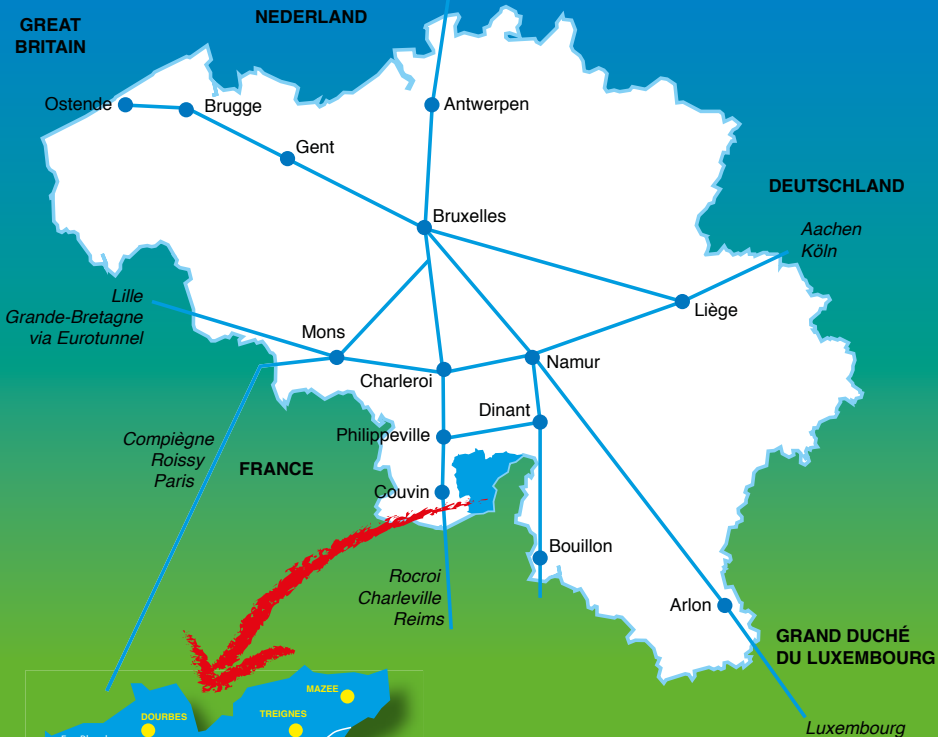 GREAT
BRITAIN
NEDERLAND
Ostende
Brugge
Antwerpen
Gent
DEUTSCHLAND
Bruxelles
Aachen
Köln
Lille
Grande-Bretagne
via Eurotunnel
Liège
Mons
Namur
Charleroi
Dinant
Philippeville
Compiègne
Roissy
Paris
FRANCE
Couvin
Bouillon
Rocroi
Charleville
Reims
Arlon
GRAND DUCHÉ
DU LUXEMBOURG
MAZEE
DOURBES
TREIGNES
Luxembourg